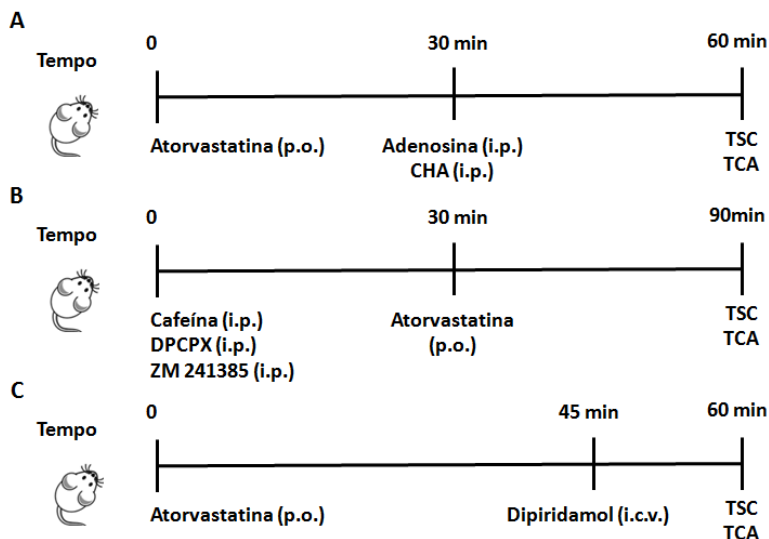 A
Tempo
0
30 min
60 min
Atorvastatina (p.o.)
Adenosina (i.p.)
CHA (i.p.)
TSC
TCA
B
Tempo
0
30 min
90min
Cafeína (i.p.)
DPCPX (i.p.)
ZM 241385 (i.p.)
Atorvastatina
(p.o.)
TSC
TCA
C
Tempo
0
45 min
60 min
Atorvastatina (p.o.)
Dipiridamol (i.c.v.)
TSC
TCA